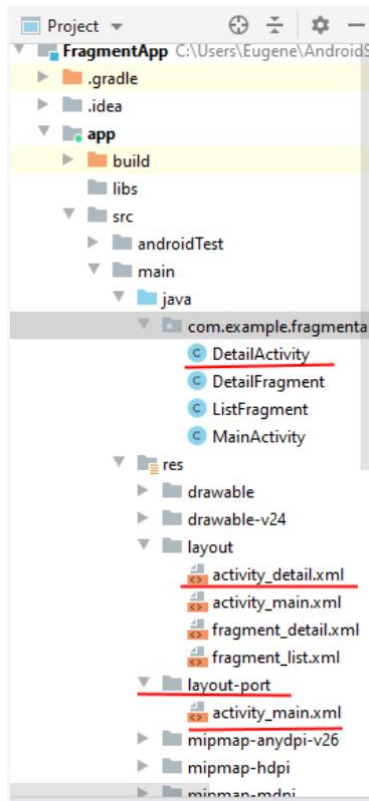 Project
FragmentApp C:\Users\Eugene\AndroidS
.gradle
.idea
app
build
libs
src
androidTest
main
java
com.example.fragmenta
DetailActivity
DetailFragment
ListFragment
MainActivity
res
drawable
drawable-v24
layout
activity_detail.xml
activity_main.xml
fragment_detail.xml
fragment_list.xml
layout-port
activity_main.xml
mipmap-anydpi-v26
mipmap-hdpi
mipmap-mdpi